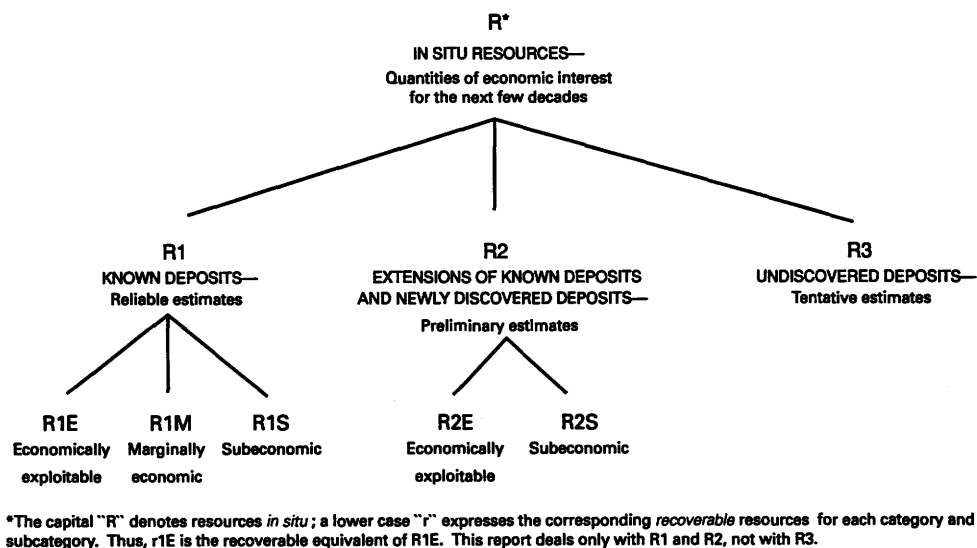 R*
IN SITU RESOURCES—
Quantities of economic interest
for the next few decades
R1
KNOWN DEPOSITS—
Reliable estimates
R2
EXTENSIONS OF KNOWN DEPOSITS
AND NEWLY DISCOVERED DEPOSITS—
Preliminary estimates
R3
UNDISCOVERED DEPOSITS—
Tentative estimates
R1E
Economically
exploitable
R1M
Marginally
economic
R1S
Subeconomic
R2E
Economically
exploitable
R2S
Subeconomic
*The capital "R" denotes resources in situ; a lower case "r" expresses the corresponding recoverable resources for each category and
subcategory. Thus, r1E is the recoverable equivalent of R1E. This report deals only with R1 and R2, not with R3.